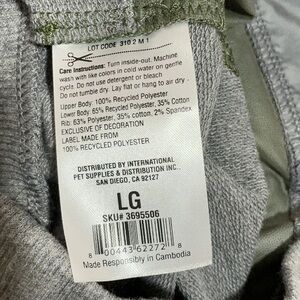 LOT CODE 310 2 M 1
Care Instructions: Turn inside-out. Machine
wash with like colors in cold water on gentle
cycle. Do not use detergent or bleach
Do not tumble dry. Lay flat or hang to air dry -
Upper Body: 100% Recycled Polyester
Lower Body: 65% Recycled Polyester, 35% Cotton
Rib: 63% Polyester, 35% cotton, 2% Spandex
EXCLUSIVE OF DECORATION
LABEL MADE FROM
100% RECYCLED POLYESTER
DISTRIBUTED BY INTERNATIONAL
PET SUPPLIES & DISTRIBUTION INC.,
SAN DIEGO, CA 92127
LG
SKU# 3695506
8 00443 62272 8
Made Responsibly in Cambodia